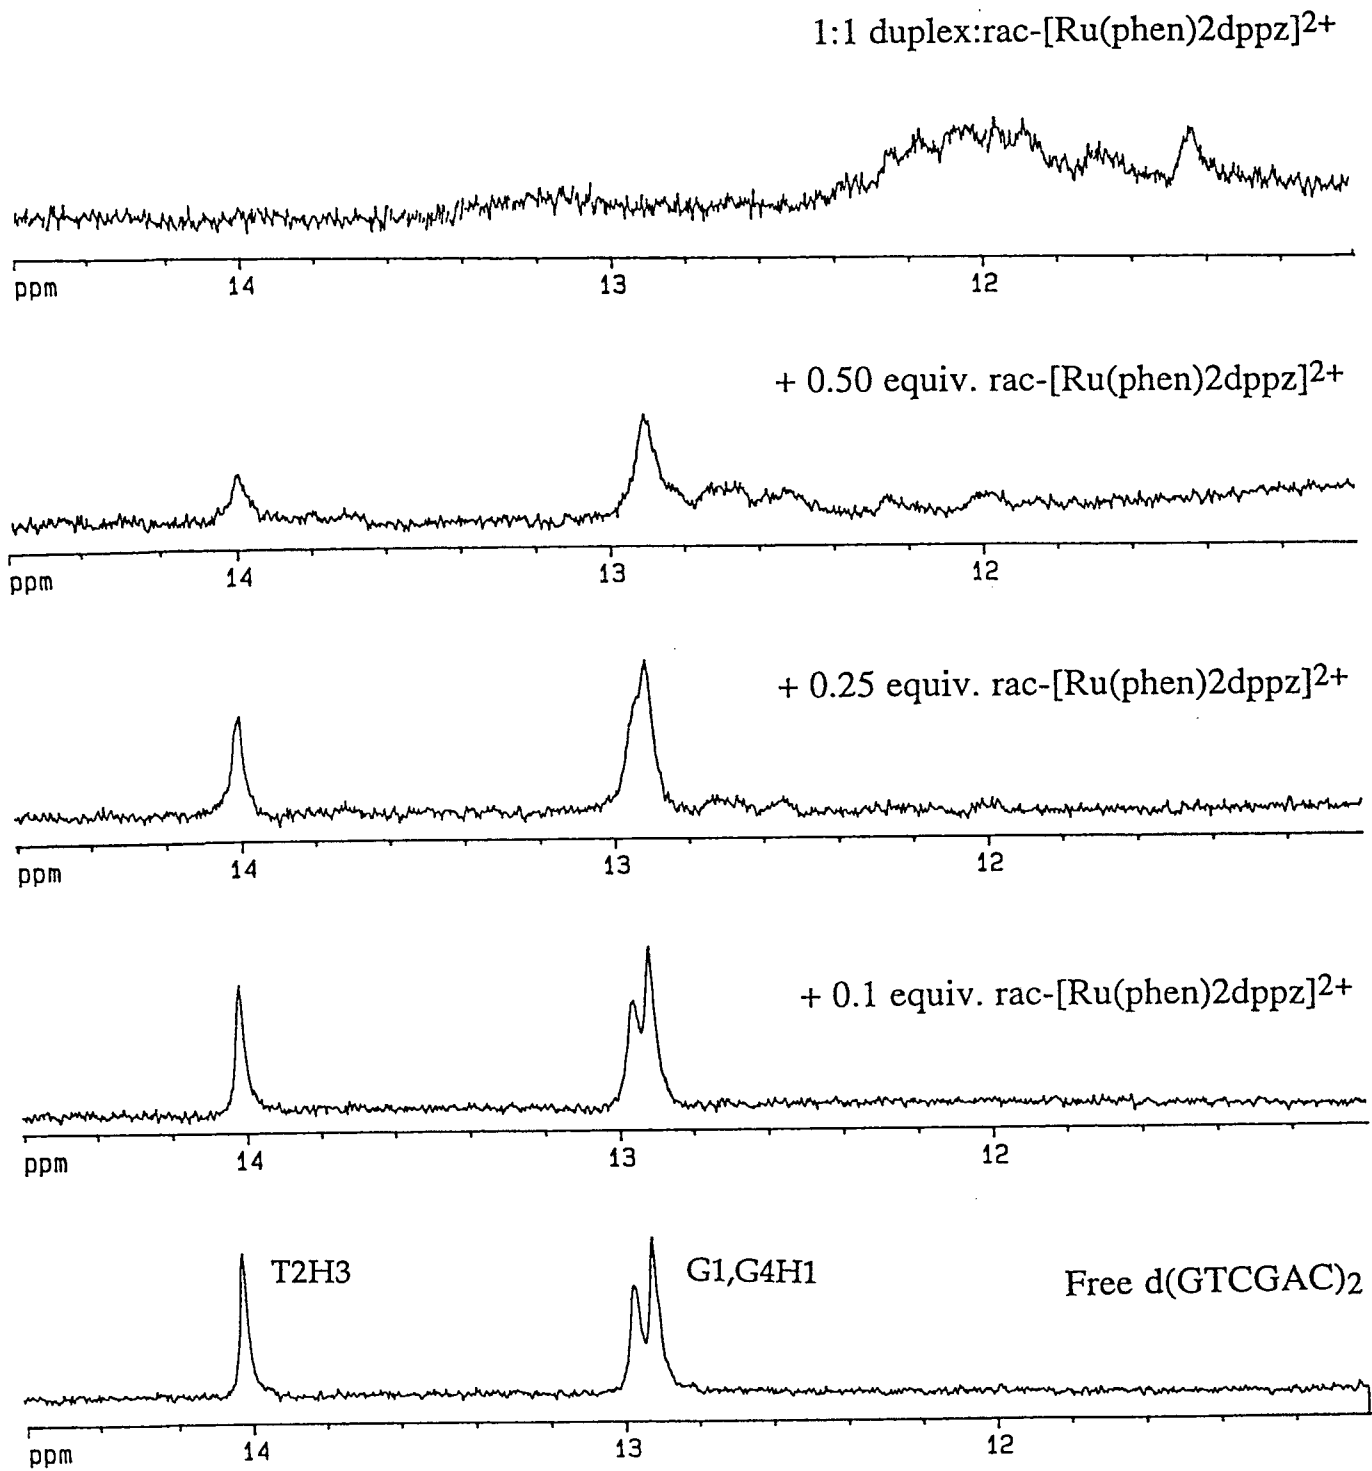 1:1 duplex:rac-[Ru(phen)2dppz]2+
14 13 12
ppm
+ 0.50 equiv. rac-[Ru(phen)2dppz]2+
14 13 12
ppm
+ 0.25 equiv. rac-[Ru(phen)2dppz]2+
14 13 12
ppm
+ 0.1 equiv. rac-[Ru(phen)2dppz]2+
14 13 12
ppm
T2H3 G1,G4H1 Free d(GTCGAC)2
14 13 12
ppm